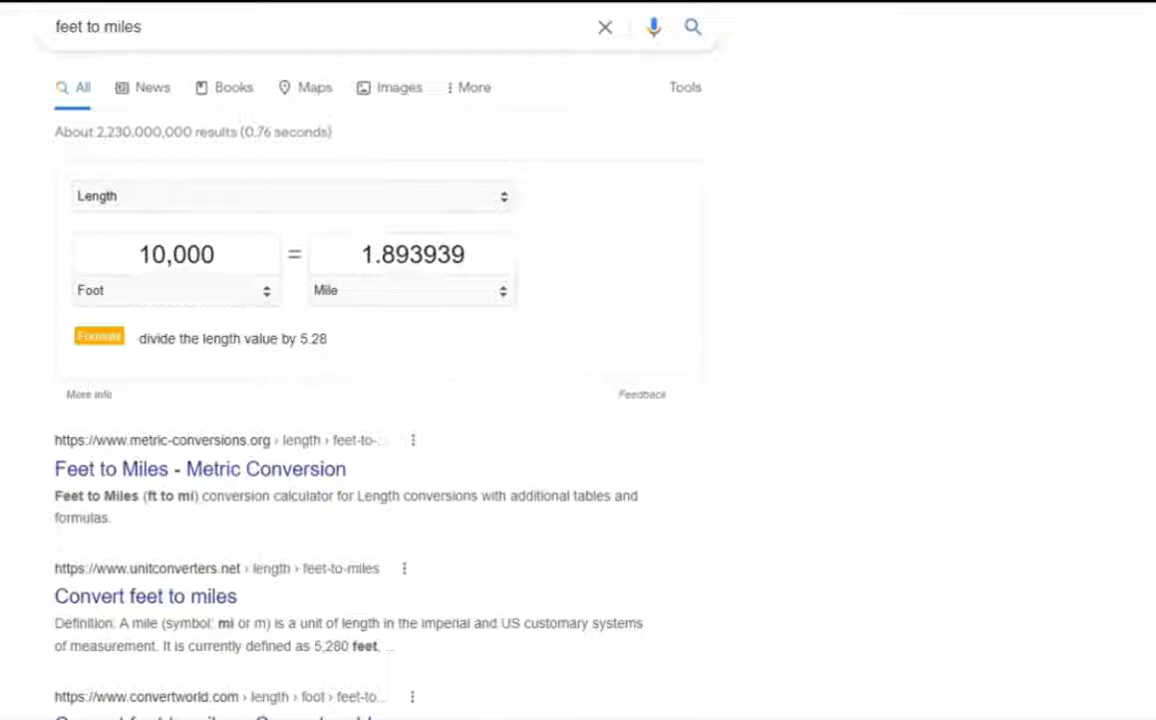 feet to miles
All News Books Maps Images More Tools
About 2,230,000,000 results (0.76 seconds)
Length
10,000 = 1.893939
Foot Mile
Formula divide the length value by 5.28
More info Feedback
https://www.metric-conversions.org › length › feet-to-...
Feet to Miles - Metric Conversion
Feet to Miles (ft to mi) conversion calculator for Length conversions with additional tables and
formulas.
https://www.unitconverters.net › length › feet-to-miles
Convert feet to miles
Definition: A mile (symbol: mi or m) is a unit of length in the imperial and US customary systems
of measurement. It is currently defined as 5,280 feet, ...
https://www.convertworld.com › length › foot › feet-to...